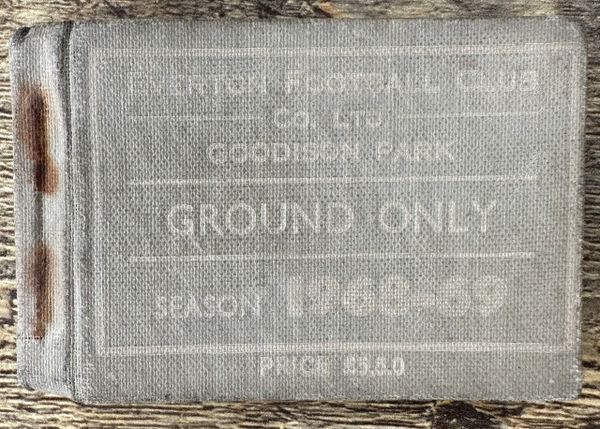 EVERTON FOOTBALL CLUB
CO. LTD
GOODISON PARK
GROUND ONLY
SEASON 1968-69
PRICE £5.5.0